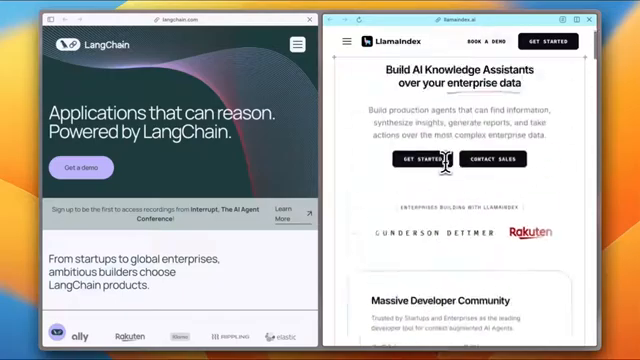 langchain.com
LangChain
Applications that can reason.
Powered by LangChain.
Get a demo
Sign up to be the first to access recordings from Interrupt, The AI Agent
Conference!
Learn
More
From startups to global enterprises,
ambitious builders choose
LangChain products.
ally
Rakuten
Klarna
RIPPLING
elastic
llamaindex.ai
LlamaIndex
BOOK A DEMO
GET STARTED
Build AI Knowledge Assistants
over your enterprise data
Build production agents that can find information,
synthesize insights, generate reports, and take
actions over the most complex enterprise data.
GET STARTED
CONTACT SALES
ENTERPRISES BUILDING WITH LLAMAINDEX
GUNDERSON DETTMER
Rakuten
Massive Developer Community
Trusted by Startups and Enterprises as the leading
developer tool for context augmented AI Agents.